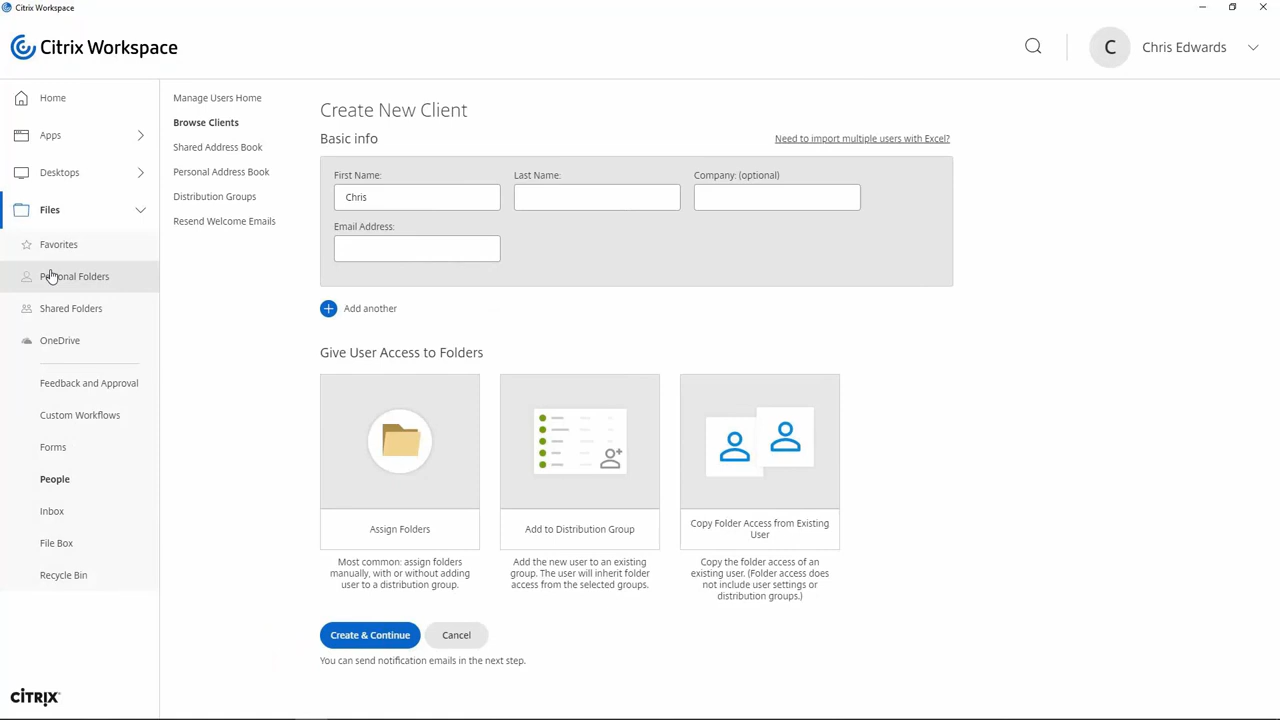 Citrix Workspace
Citrix Workspace
C
Chris Edwards
Home
Apps
Desktops
Files
Favorites
Personal Folders
Shared Folders
OneDrive
Feedback and Approval
Custom Workflows
Forms
People
Inbox
File Box
Recycle Bin
CİTRIX
Manage Users Home
Browse Clients
Shared Address Book
Personal Address Book
Distribution Groups
Resend Welcome Emails
Create New Client
Basic info
Need to import multiple users with Excel?
First Name:
Last Name:
Company: (optional)
Chris
Email Address:
Add another
Give User Access to Folders
Assign Folders
Most common: assign folders
manually, with or without adding
user to a distribution group.
Add to Distribution Group
Add the new user to an existing
group. The user will inherit folder
access from the selected groups.
Copy Folder Access from Existing
User
Copy the folder access of an
existing user. (Folder access does
not include user settings or
distribution groups.)
Create & Continue
Cancel
You can send notification emails in the next step.